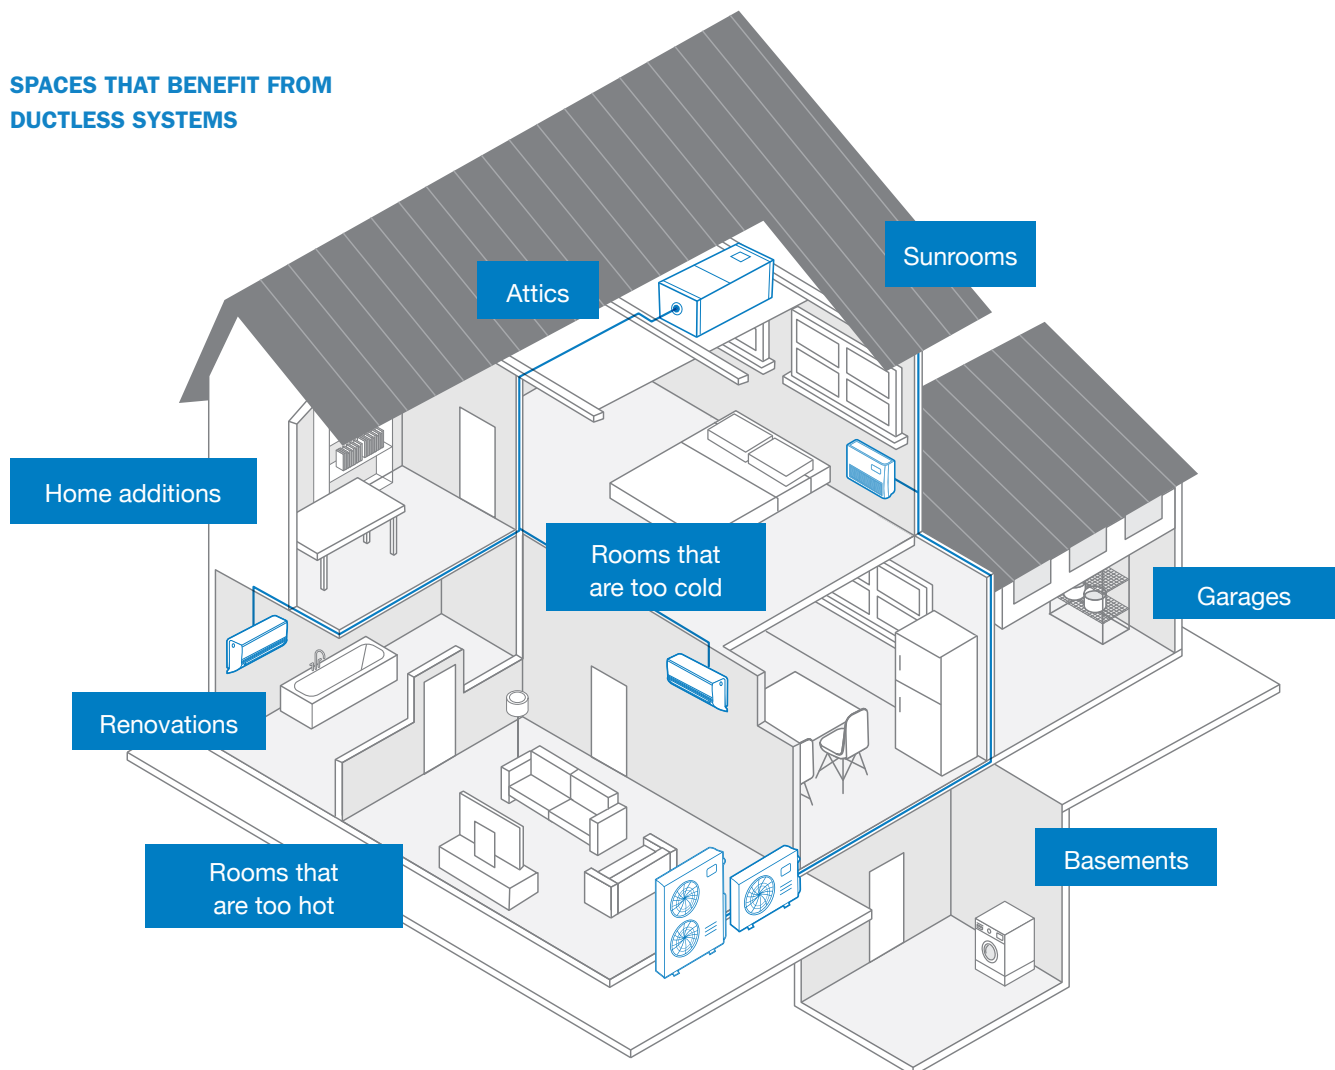 SPACES THAT BENEFIT FROM
DUCTLESS SYSTEMS
Sunrooms
Attics
Home additions
Rooms that
are too cold
Garages
Renovations
Rooms that
are too hot
Basements